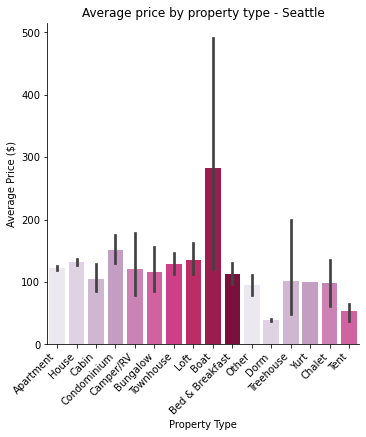 Average price by property type - Seattle
500
400
300
200
100
0
Average Price ($)
Apartment
House
Cabin
Condominium
Camper/RV
Bungalow
Townhouse
Loft
Boat
Bed & Breakfast
Other
Dorm
Treehouse
Yurt
Chalet
Tent
Property Type